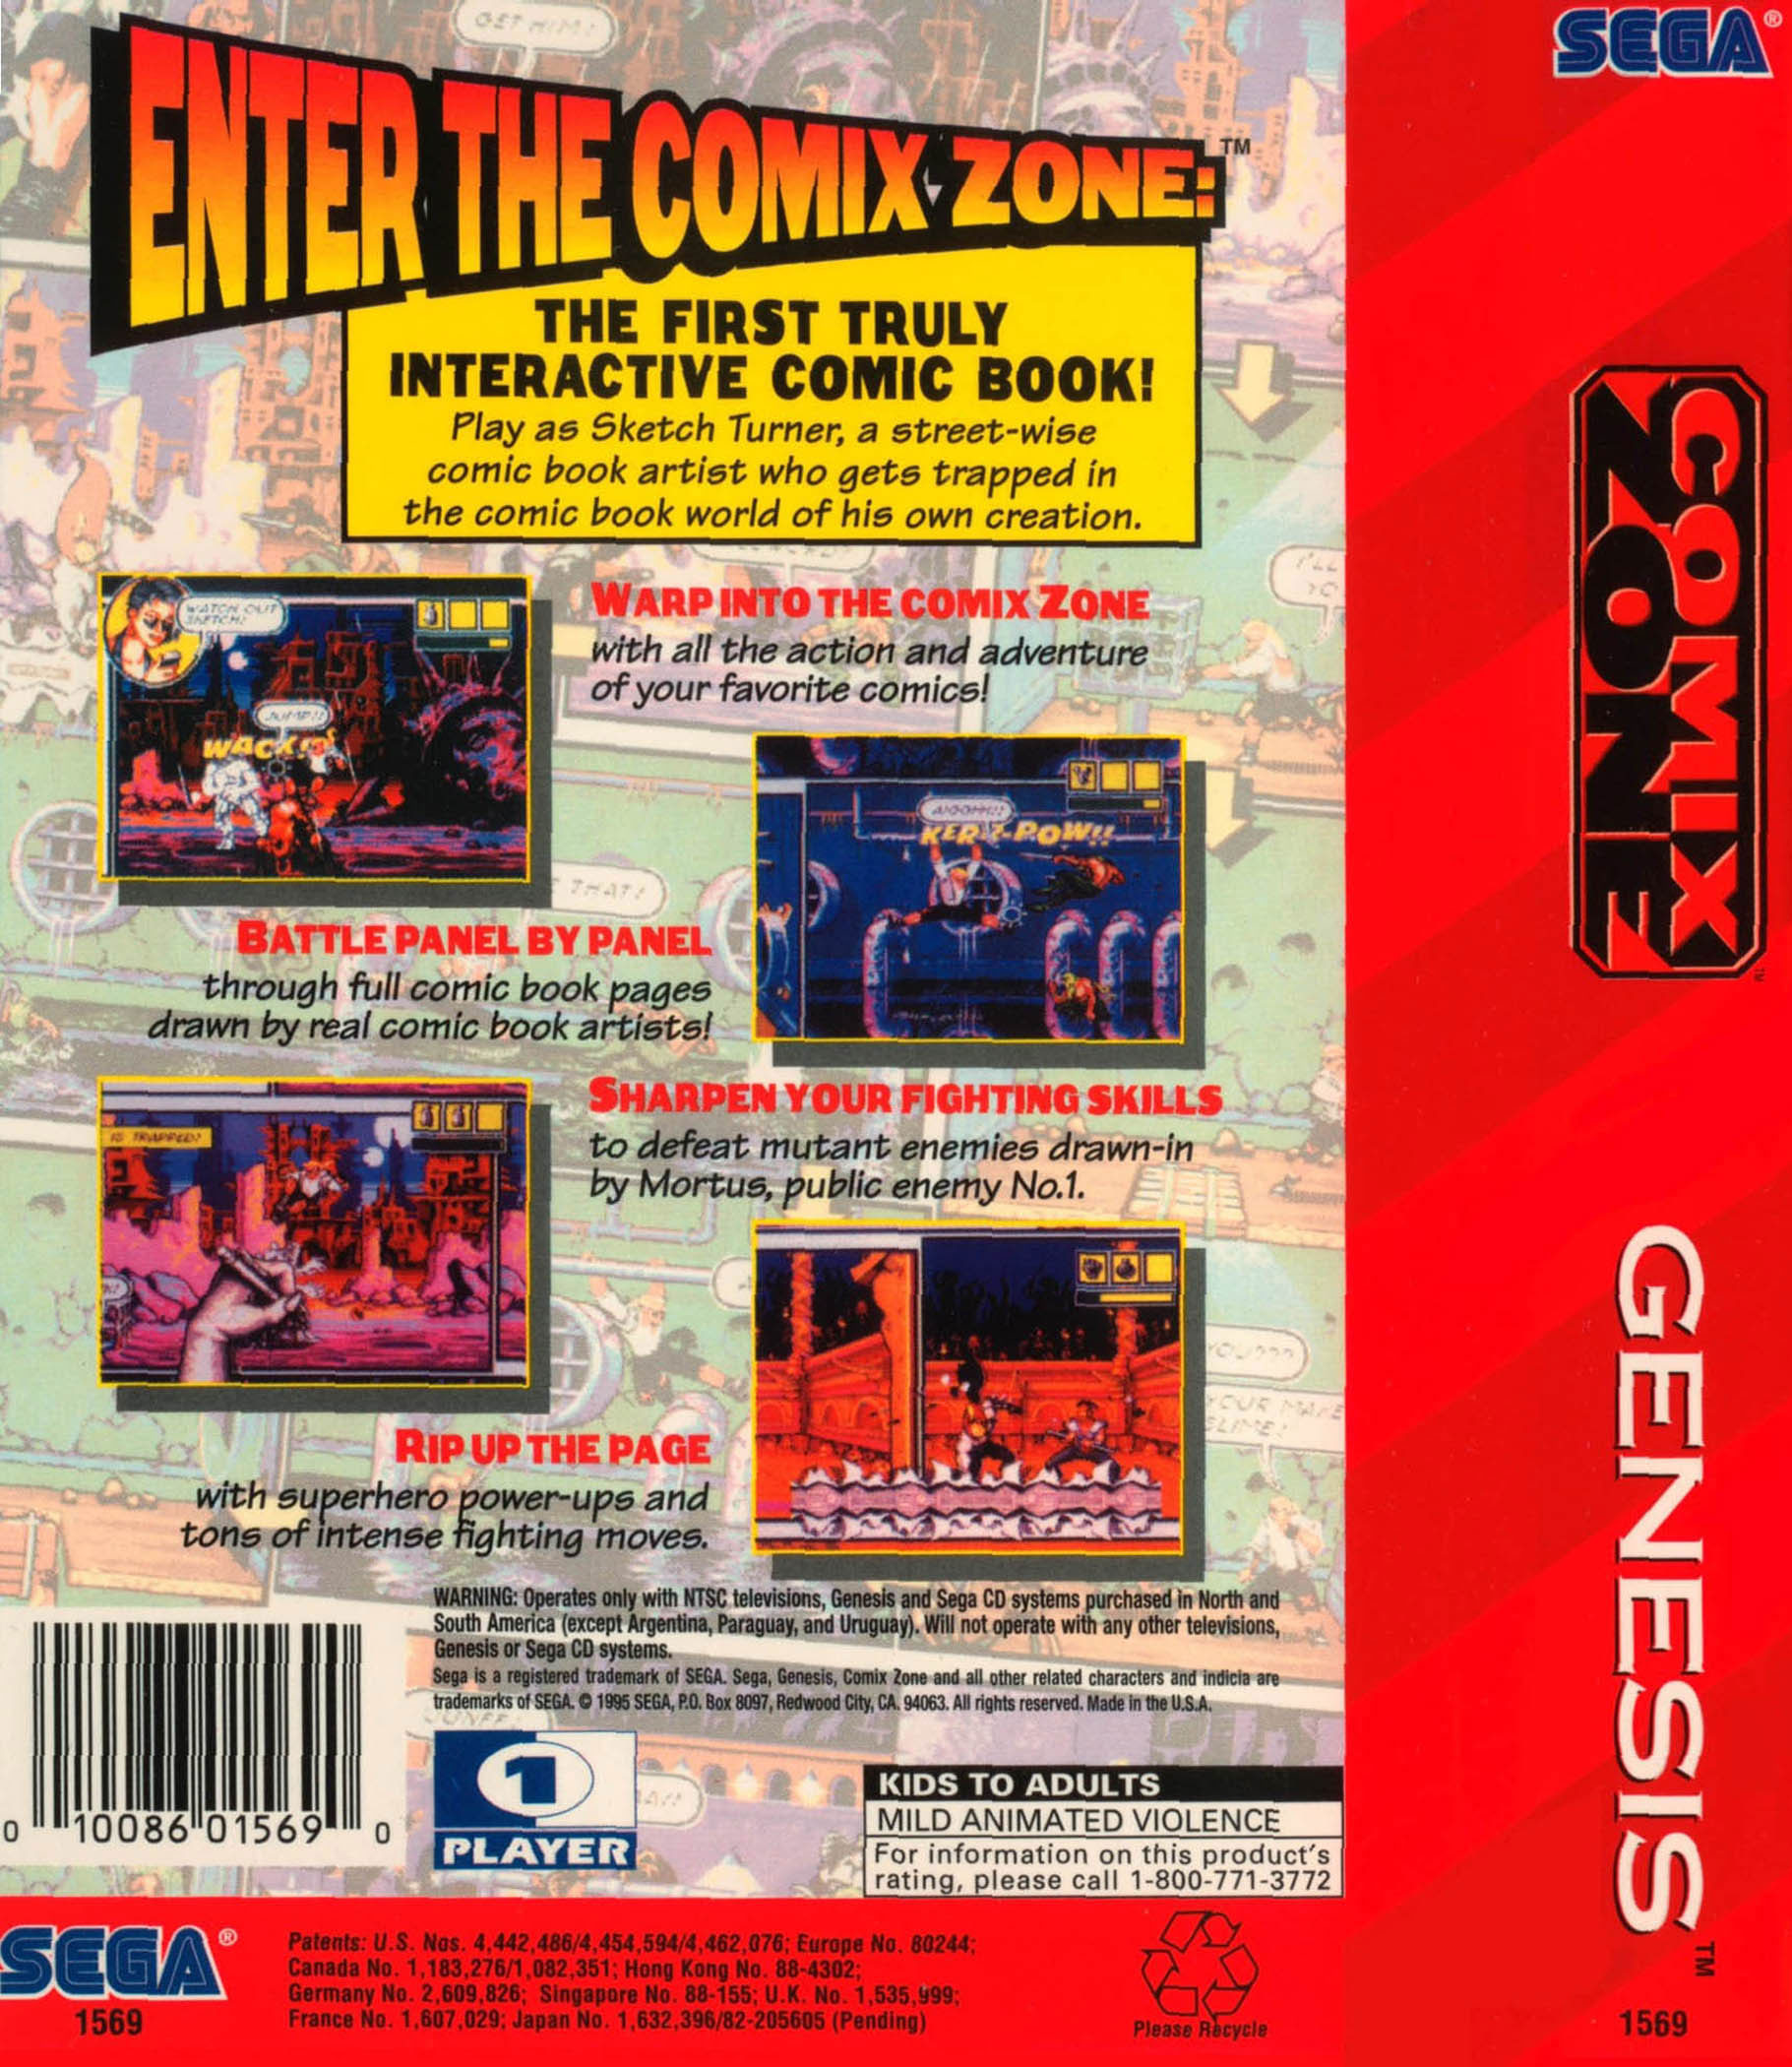 GET HIM!
ENTER THE COMIX ZONE:™
THE FIRST TRULY
INTERACTIVE COMIC BOOK!
Play as Sketch Turner, a street-wise
comic book artist who gets trapped in
the comic book world of his own creation.
WATCH OUT
SKETCH!
JUMP!!
WACK!
WARP INTO THE COMIX ZONE
with all the action and adventure
of your favorite comics!
KER-?-POW!!
THAT!
BATTLE PANEL BY PANEL
through full comic book pages
drawn by real comic book artists!
IS TRAPPED!
SHARPEN YOUR FIGHTING SKILLS
to defeat mutant enemies drawn-in
by Mortus, public enemy No.1.
YOU???
RIP UP THE PAGE
with superhero power-ups and
tons of intense fighting moves.
WARNING: Operates only with NTSC televisions, Genesis and Sega CD systems purchased in North and
South America (except Argentina, Paraguay, and Uruguay). Will not operate with any other televisions,
Genesis or Sega CD systems.
Sega is a registered trademark of SEGA. Sega, Genesis, Comix Zone and all other related characters and indicia are
trademarks of SEGA. © 1995 SEGA, P.O. Box 8097, Redwood City, CA. 94063. All rights reserved. Made in the U.S.A.
0 10086 01569 0
1
PLAYER
KIDS TO ADULTS
MILD ANIMATED VIOLENCE
For information on this product's
rating, please call 1-800-771-3772
SEGA®
1569
Patents: U.S. Nos. 4,442,486/4,454,594/4,462,076; Europe No. 80244;
Canada No. 1,183,276/1,082,351; Hong Kong No. 88-4302;
Germany No. 2,609,826; Singapore No. 88-155; U.K. No. 1,535,999;
France No. 1,607,029; Japan No. 1,632,396/82-205605 (Pending)
Please Recycle
SEGA®
COMIX
ZONE™
GENESIS™
1569